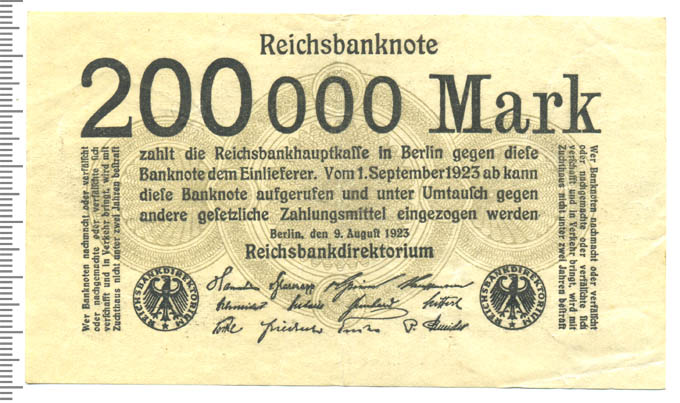 Reichsbanknote
200000 Mark
zahlt die Reichsbankhauptkaſſe in Berlin gegen dieſe
Banknote dem Einlieferer. Vom 1. September 1923 ab kann
dieſe Banknote aufgerufen und unter Umtauſch gegen
andere geſetzliche Zahlungsmittel eingezogen werden
Berlin, den 9. August 1923
Reichsbankdirektorium
Wer Banknoten nachmacht oder verfälſcht
oder nachgemachte oder verfälſchte ſich
verſchafft und in Verkehr bringt, wird mit
Zuchthaus nicht unter zwei Jahren beſtraft
Wer Banknoten nachmacht oder verfälſcht
oder nachgemachte oder verfälſchte ſich
verſchafft und in Verkehr bringt, wird mit
Zuchthaus nicht unter zwei Jahren beſtraft
REICHSBANKDIREKTORIUM
REICHSBANKDIREKTORIUM